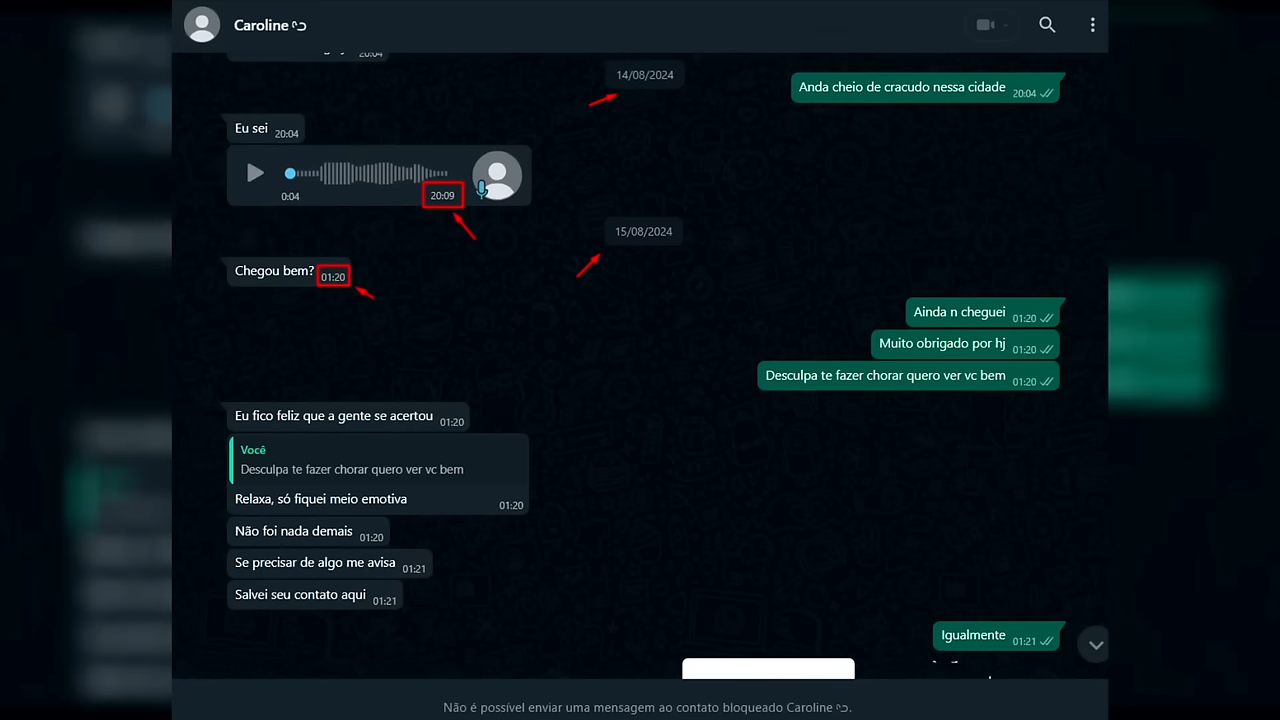 Caroline
20:04
14/08/2024
Anda cheio de cracudo nessa cidade 20:04
Eu sei 20:04
0:04 20:09
15/08/2024
Chegou bem? 01:20
Ainda n cheguei 01:20
Muito obrigado por hj 01:20
Desculpa te fazer chorar quero ver vc bem 01:20
Eu fico feliz que a gente se acertou 01:20
Você
Desculpa te fazer chorar quero ver vc bem
Relaxa, só fiquei meio emotiva 01:20
Não foi nada demais 01:20
Se precisar de algo me avisa 01:21
Salvei seu contato aqui 01:21
Igualmente 01:21
Não é possível enviar uma mensagem ao contato bloqueado Caroline